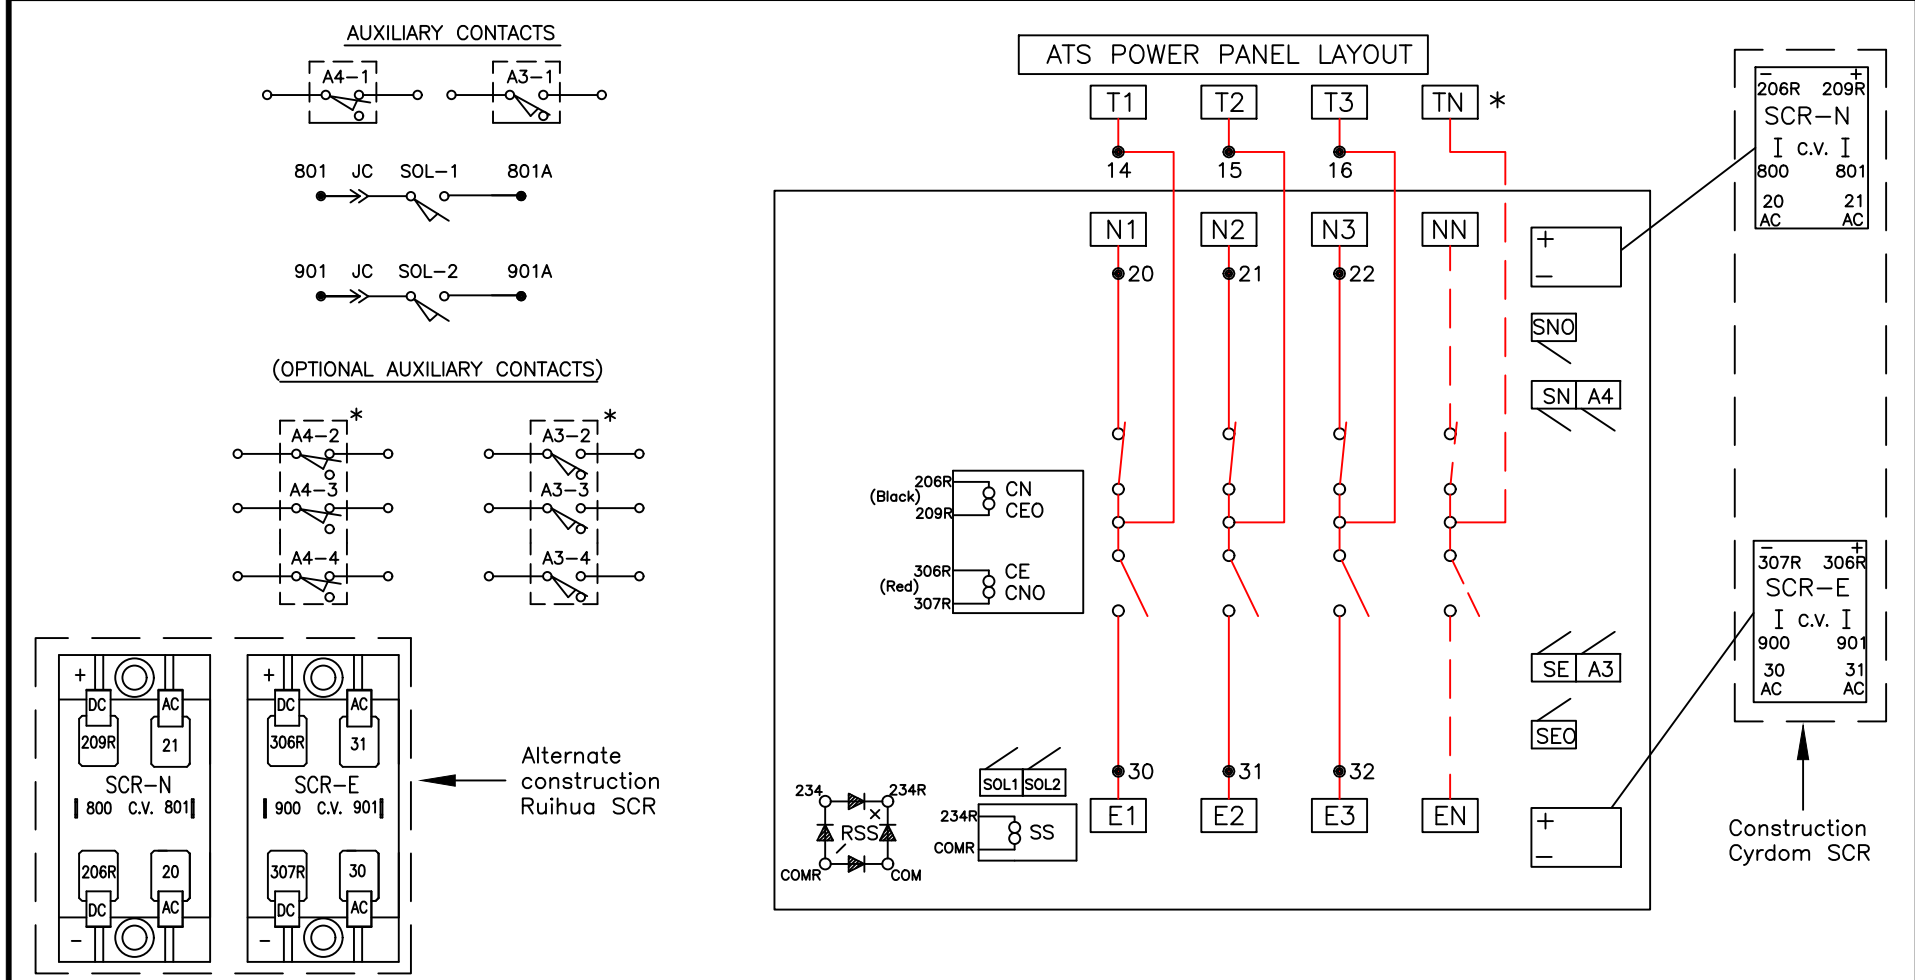 AUXILIARY CONTACTS
A4-1 A3-1
801 JC SOL-1 801A
901 JC SOL-2 901A
(OPTIONAL AUXILIARY CONTACTS)
* *
A4-2 A3-2
A4-3 A3-3
A4-4 A3-4
+ +
DC AC DC AC
209R 21 306R 31
SCR-N SCR-E
800 C.V. 801 900 C.V. 901
206R 20 307R 30
DC AC DC AC
- -
Alternate
construction
Ruihua SCR
ATS POWER PANEL LAYOUT
T1 T2 T3 TN *
14 15 16
N1 N2 N3 NN
20 21 22
+
-
SNO
SN A4
206R CN
(Black)
209R CEO
306R CE
(Red)
307R CNO
SE A3
SEO
SOL1 SOL2
30 31 32
234 234R
X
RSS
COMR COM
234R
SS
COMR
E1 E2 E3 EN
+
-
- +
206R 209R
SCR-N
I C.V. I
800 801
20 21
AC AC
- +
307R 306R
SCR-E
I C.V. I
900 901
30 31
AC AC
Construction
Cyrdom SCR